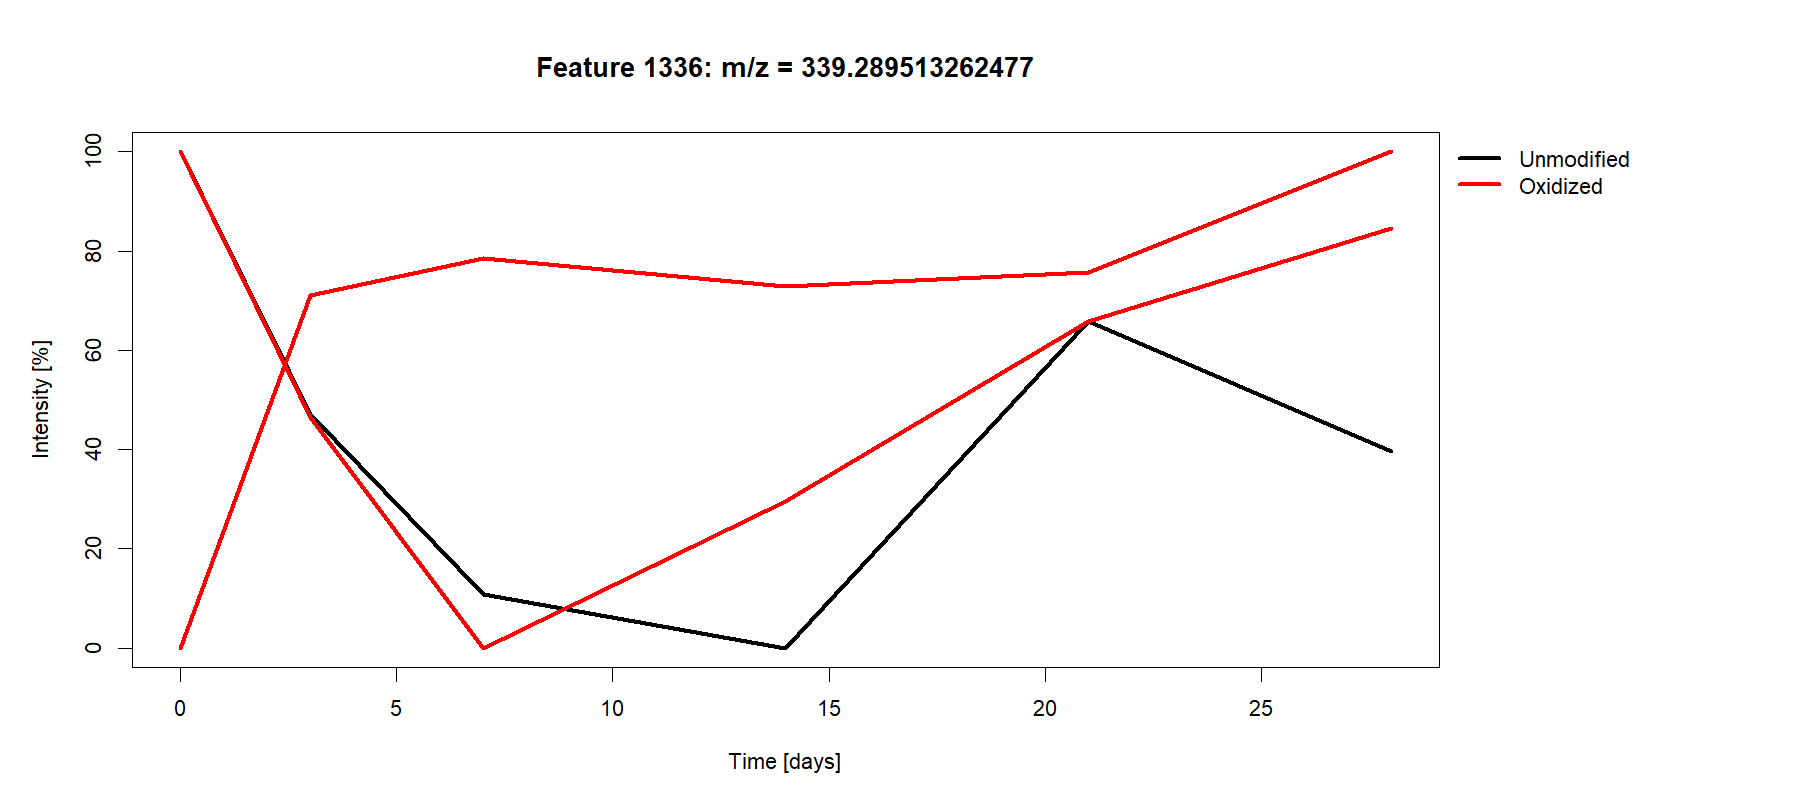 Feature 1336: m/z = 339.289513262477
Unmodified
Oxidized
Intensity [%]
100
80
60
40
20
0
0 5 10 15 20 25
Time [days]